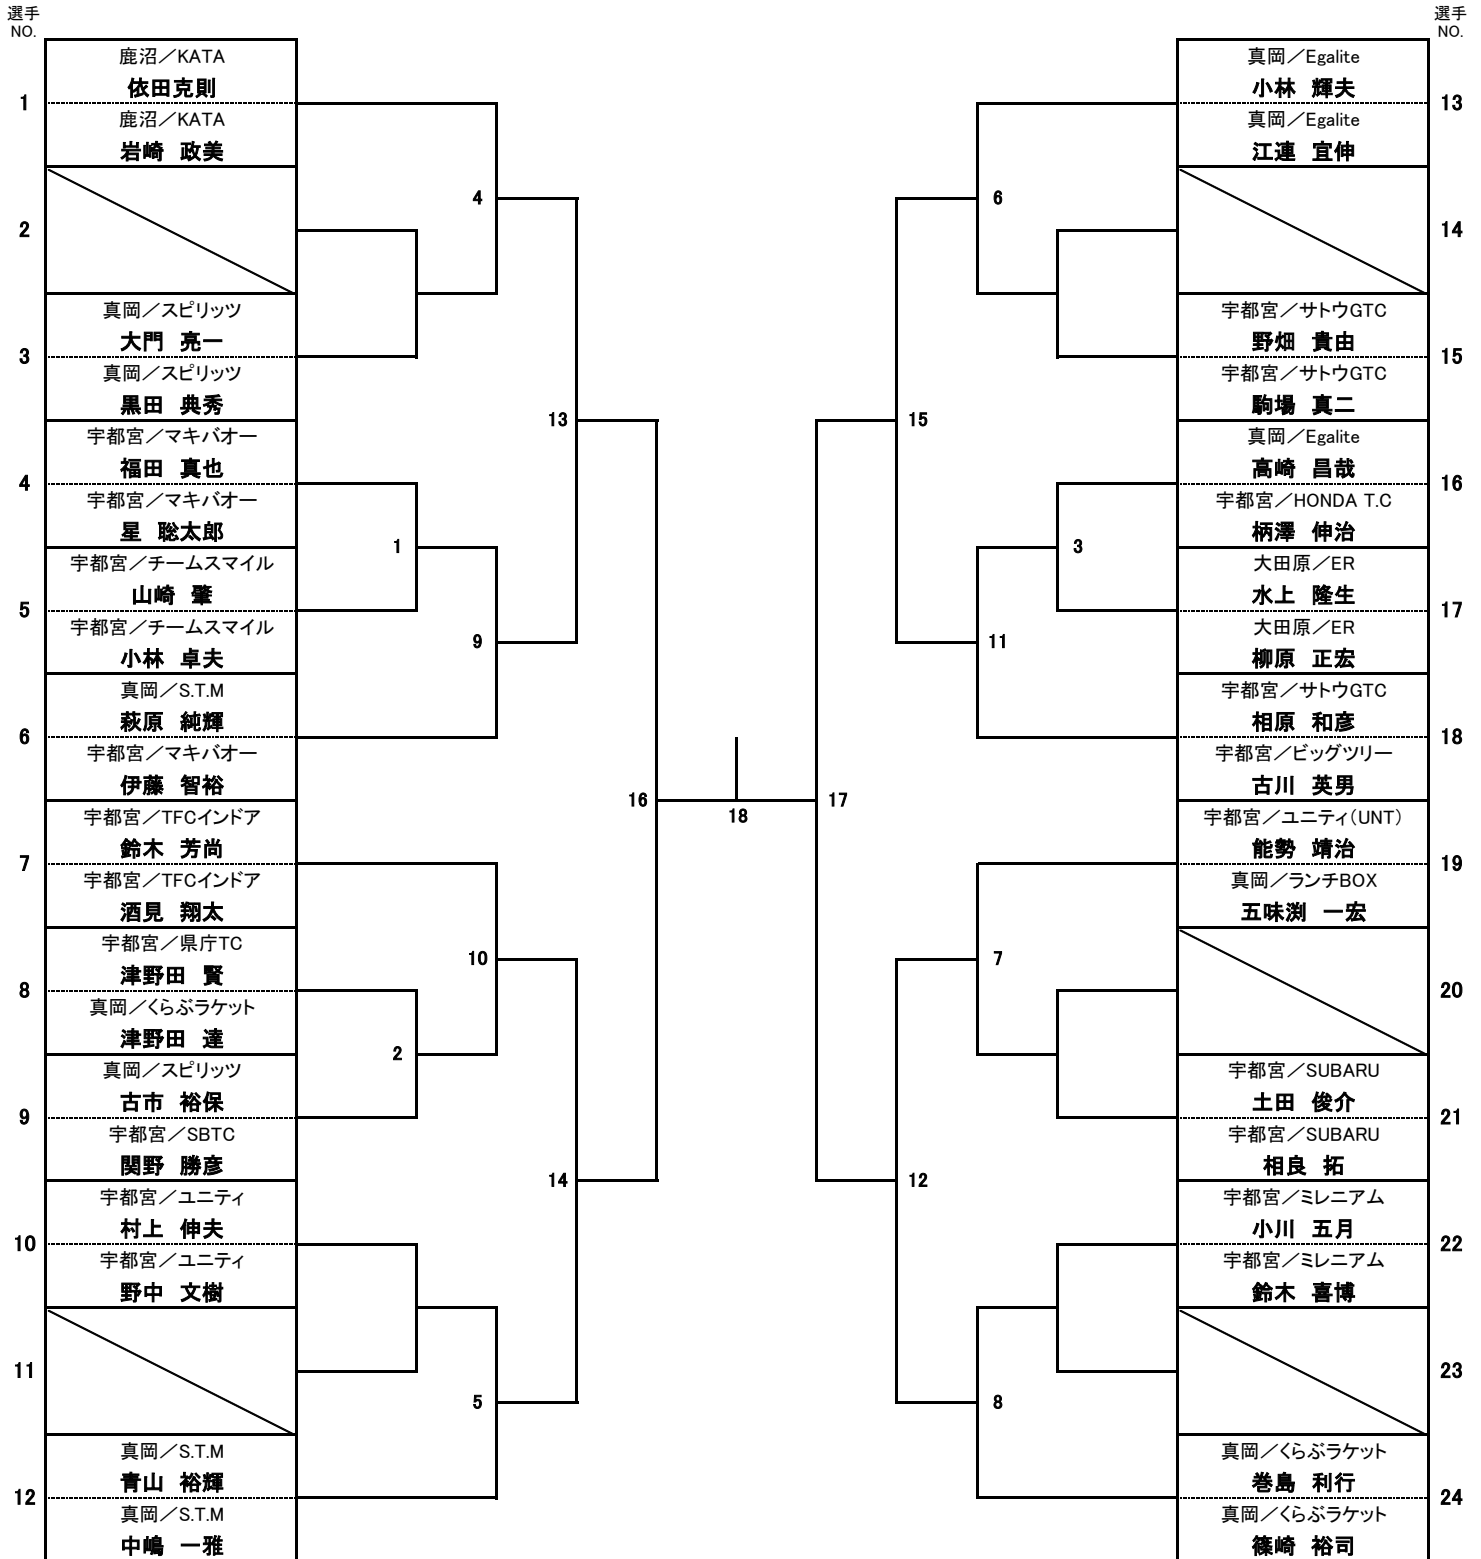 選手
NO.
鹿沼／KATA
依田克則
1
鹿沼／KATA
岩崎　政美
2
真岡／スピリッツ
大門　亮一
3
真岡／スピリッツ
黒田　典秀
宇都宮／マキバオー
福田　真也
4
宇都宮／マキバオー
星　聡太郎
宇都宮／チームスマイル
山崎　肇
5
宇都宮／チームスマイル
小林　卓夫
真岡／S.T.M
萩原　純輝
6
宇都宮／マキバオー
伊藤　智裕
宇都宮／TFCインドア
鈴木　芳尚
7
宇都宮／TFCインドア
酒見　翔太
宇都宮／県庁TC
津野田　賢
8
真岡／くらぶラケット
津野田　達
真岡／スピリッツ
古市　裕保
9
宇都宮／SBTC
関野　勝彦
宇都宮／ユニティ
村上　伸夫
10
宇都宮／ユニティ
野中　文樹
11
真岡／S.T.M
青山　裕輝
12
真岡／S.T.M
中嶋　一雅
4
13
1
9
16
10
2
14
5
18
6
15
3
11
17
7
12
8
選手
NO.
真岡／Egalite
小林　輝夫
13
真岡／Egalite
江連　宜伸
14
宇都宮／サトウGTC
野畑　貴由
15
宇都宮／サトウGTC
駒場　真二
真岡／Egalite
高崎　昌哉
16
宇都宮／HONDA T.C
柄澤　伸治
大田原／ER
水上　隆生
17
大田原／ER
柳原　正宏
宇都宮／サトウGTC
相原　和彦
18
宇都宮／ビッグツリー
古川　英男
宇都宮／ユニティ（UNT）
能勢　靖治
19
真岡／ランチBOX
五味渕　一宏
20
宇都宮／SUBARU
土田　俊介
21
宇都宮／SUBARU
相良　拓
宇都宮／ミレニアム
小川　五月
22
宇都宮／ミレニアム
鈴木　喜博
23
真岡／くらぶラケット
巻島　利行
24
真岡／くらぶラケット
篠崎　裕司